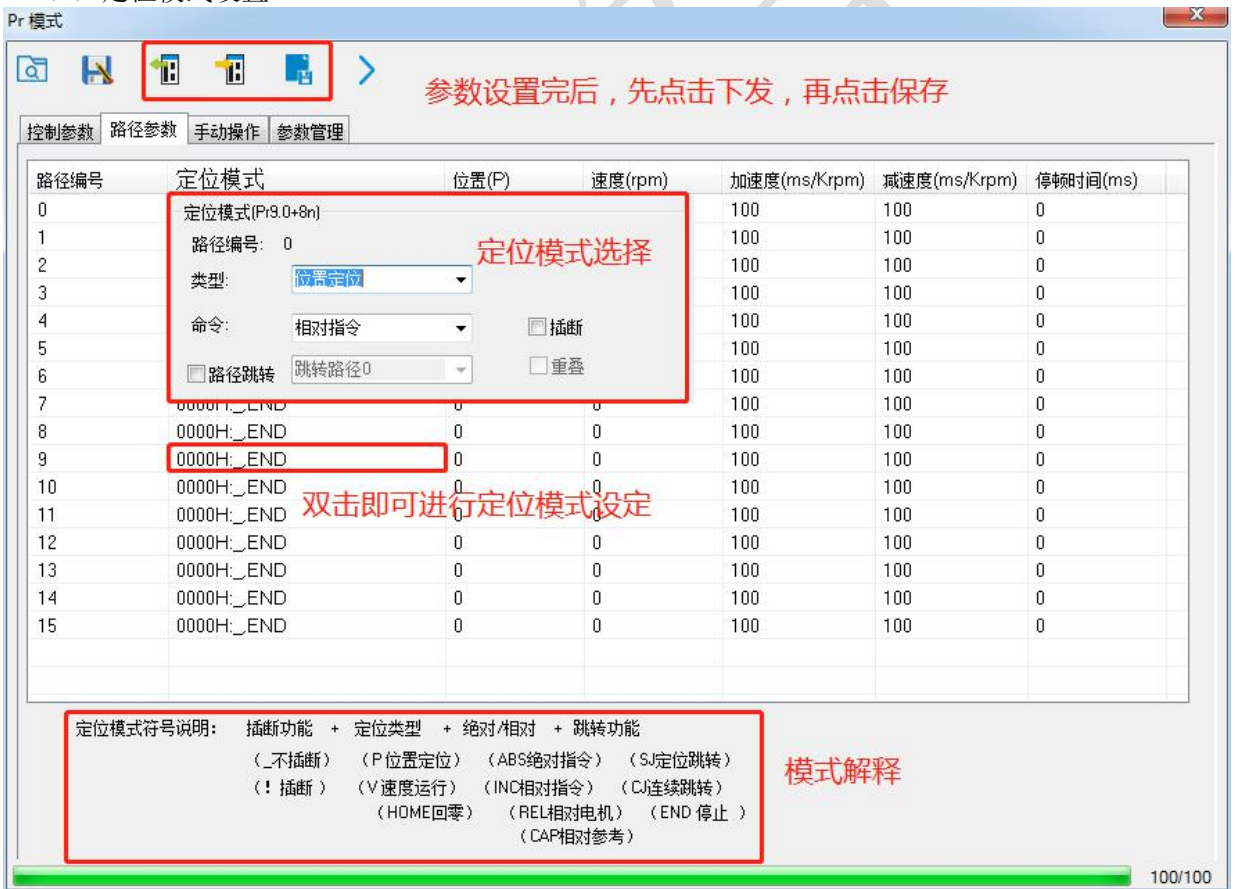 Pr 模式
参数设置完后，先点击下发，再点击保存
控制参数 路径参数 手动操作 参数管理
路径编号 定位模式 位置(P) 速度(rpm) 加速度(ms/Krpm) 减速度(ms/Krpm) 停顿时间(ms)
0 100 100 0
1 100 100 0
2 100 100 0
3 100 100 0
4 100 100 0
5 100 100 0
6 100 100 0
7 0000H:_,END 0 0 100 100 0
8 0000H:_,END 0 0 100 100 0
9 0000H:_,END 0 0 100 100 0
10 0000H:_,END 0 0 100 100 0
11 0000H:_,END 0 0 100 100 0
12 0000H:_,END 0 0 100 100 0
13 0000H:_,END 0 0 100 100 0
14 0000H:_,END 0 0 100 100 0
15 0000H:_,END 0 0 100 100 0
定位模式(Pr9.0+8n)
路径编号: 0
定位模式选择
类型: 位置定位
命令: 相对指令 插断
路径跳转 跳转路径0 重叠
双击即可进行定位模式设定
定位模式符号说明： 插断功能 + 定位类型 + 绝对/相对 + 跳转功能
（_不插断） （P位置定位） （ABS绝对指令） （SJ定位跳转）
（! 插断 ） （V速度运行） （INC相对指令） （CJ连续跳转）
（HOME回零） （REL相对电机） （END 停止 ）
（CAP相对参考）
模式解释
100/100